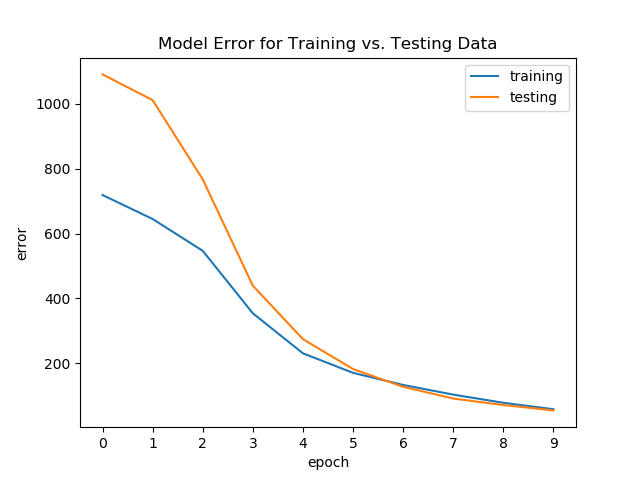 Model Error for Training vs. Testing Data
training
testing
1000
800
600
400
200
error
0 1 2 3 4 5 6 7 8 9
epoch